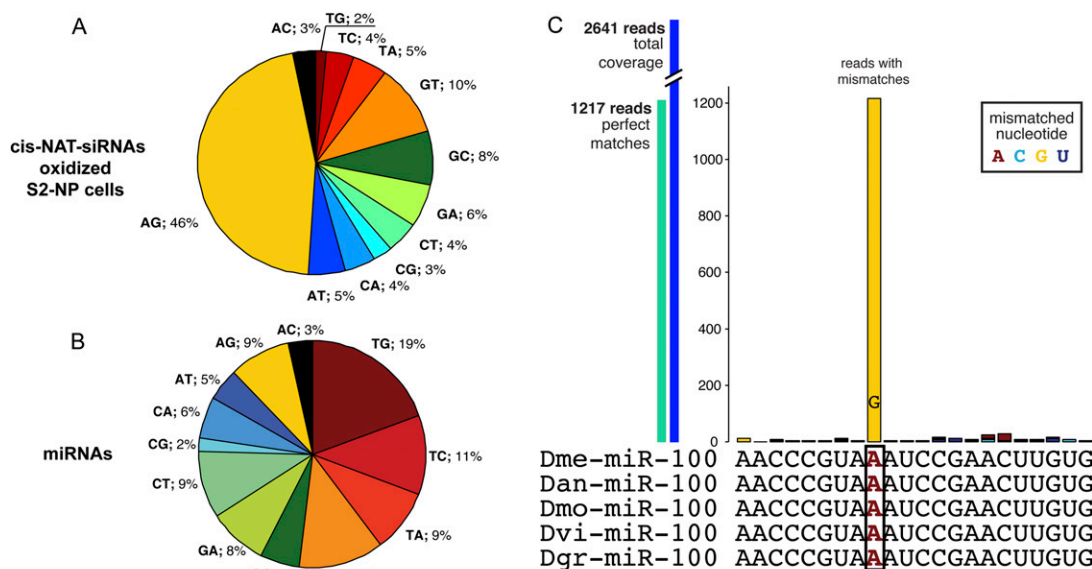 A
TG; 2%
AC; 3%
TC; 4%
TA; 5%
GT; 10%
GC; 8%
GA; 6%
CT; 4%
CG; 3%
CA; 4%
AT; 5%
AG; 46%
cis-NAT-siRNAs
oxidized
S2-NP cells
B
AC; 3%
AG; 9%
TG; 19%
AT; 5%
CA; 6%
CG; 2%
TC; 11%
CT; 9%
TA; 9%
GA; 8%
miRNAs
C
2641 reads
total
coverage
1217 reads
perfect
matches
reads with
mismatches
mismatched
nucleotide
A C G U
1200
1000
800
600
400
200
0
G
Dme-miR-100 AACCCGUAAAUCCGAACUUGUG
Dan-miR-100 AACCCGUAAAUCCGAACUUGUG
Dmo-miR-100 AACCCGUAAAUCCGAACUUGUG
Dvi-miR-100 AACCCGUAAAUCCGAACUUGUG
Dgr-miR-100 AACCCGUAAAUCCGAACUUGUG